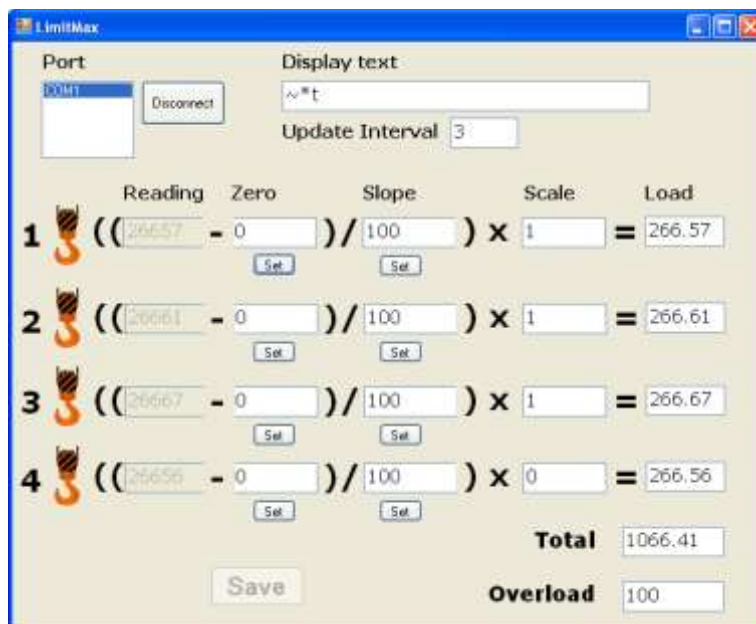 LimitMax
Port Display text
COM1 Disconnect ~*t
Update Interval 3
Reading Zero Slope Scale Load
1 ((26657 - 0 )/ 100 ) x 1 = 266.57
Set Set
2 ((26661 - 0 )/ 100 ) x 1 = 266.61
Set Set
3 ((26667 - 0 )/ 100 ) x 1 = 266.67
Set Set
4 ((26656 - 0 )/ 100 ) x 0 = 266.56
Set Set
Total 1066.41
Save Overload 100